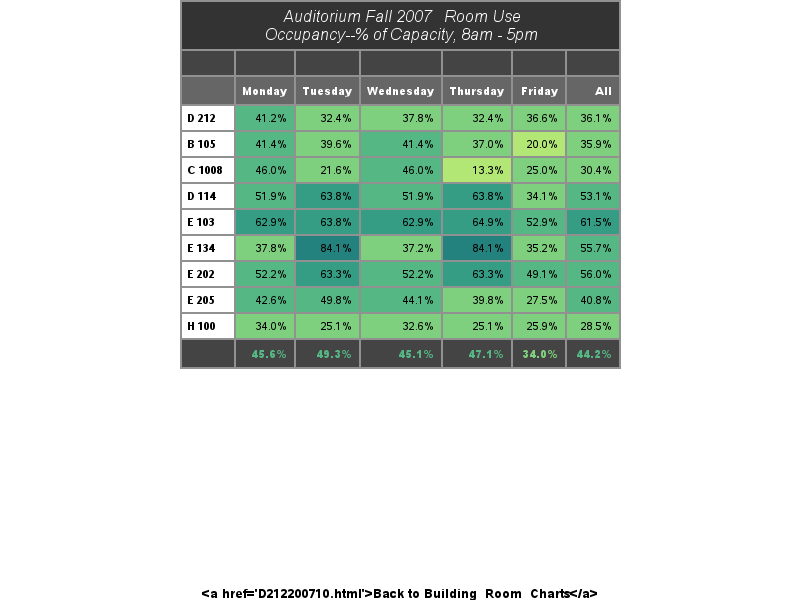 Auditorium Fall 2007 Room Use
Occupancy--% of Capacity, 8am - 5pm
Monday Tuesday Wednesday Thursday Friday All
D 212 41.2% 32.4% 37.8% 32.4% 36.6% 36.1%
B 105 41.4% 39.6% 41.4% 37.0% 20.0% 35.9%
C 1008 46.0% 21.6% 46.0% 13.3% 25.0% 30.4%
D 114 51.9% 63.8% 51.9% 63.8% 34.1% 53.1%
E 103 62.9% 63.8% 62.9% 64.9% 52.9% 61.5%
E 134 37.8% 84.1% 37.2% 84.1% 35.2% 55.7%
E 202 52.2% 63.3% 52.2% 63.3% 49.1% 56.0%
E 205 42.6% 49.8% 44.1% 39.8% 27.5% 40.8%
H 100 34.0% 25.1% 32.6% 25.1% 25.9% 28.5%
45.6% 49.3% 45.1% 47.1% 34.0% 44.2%
<a href='D212200710.html'>Back to Building Room Charts</a>